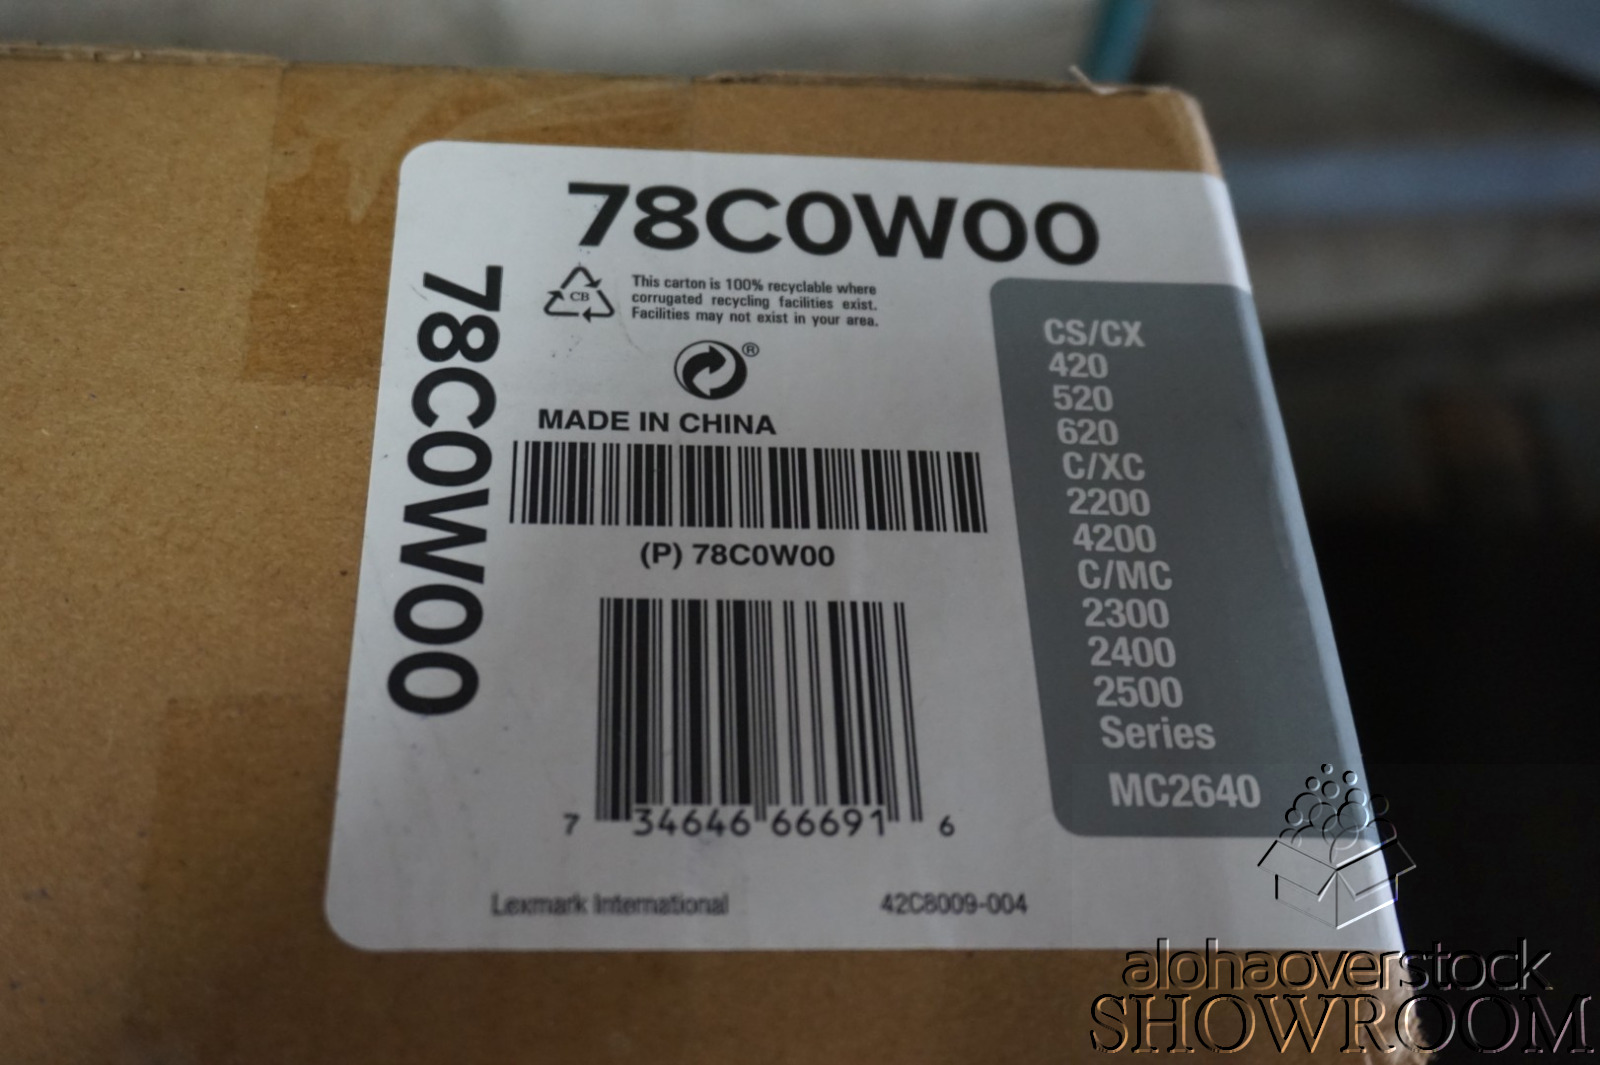 78C0W00
78C0W00
CB
This carton is 100% recyclable where
corrugated recycling facilities exist.
Facilities may not exist in your area.
®
MADE IN CHINA
(P) 78C0W00
7 34646 66691 6
Lexmark International
42C8009-004
CS/CX
420
520
620
C/XC
2200
4200
C/MC
2300
2400
2500
Series
MC2640
alohaoverstock
SHOWROOM